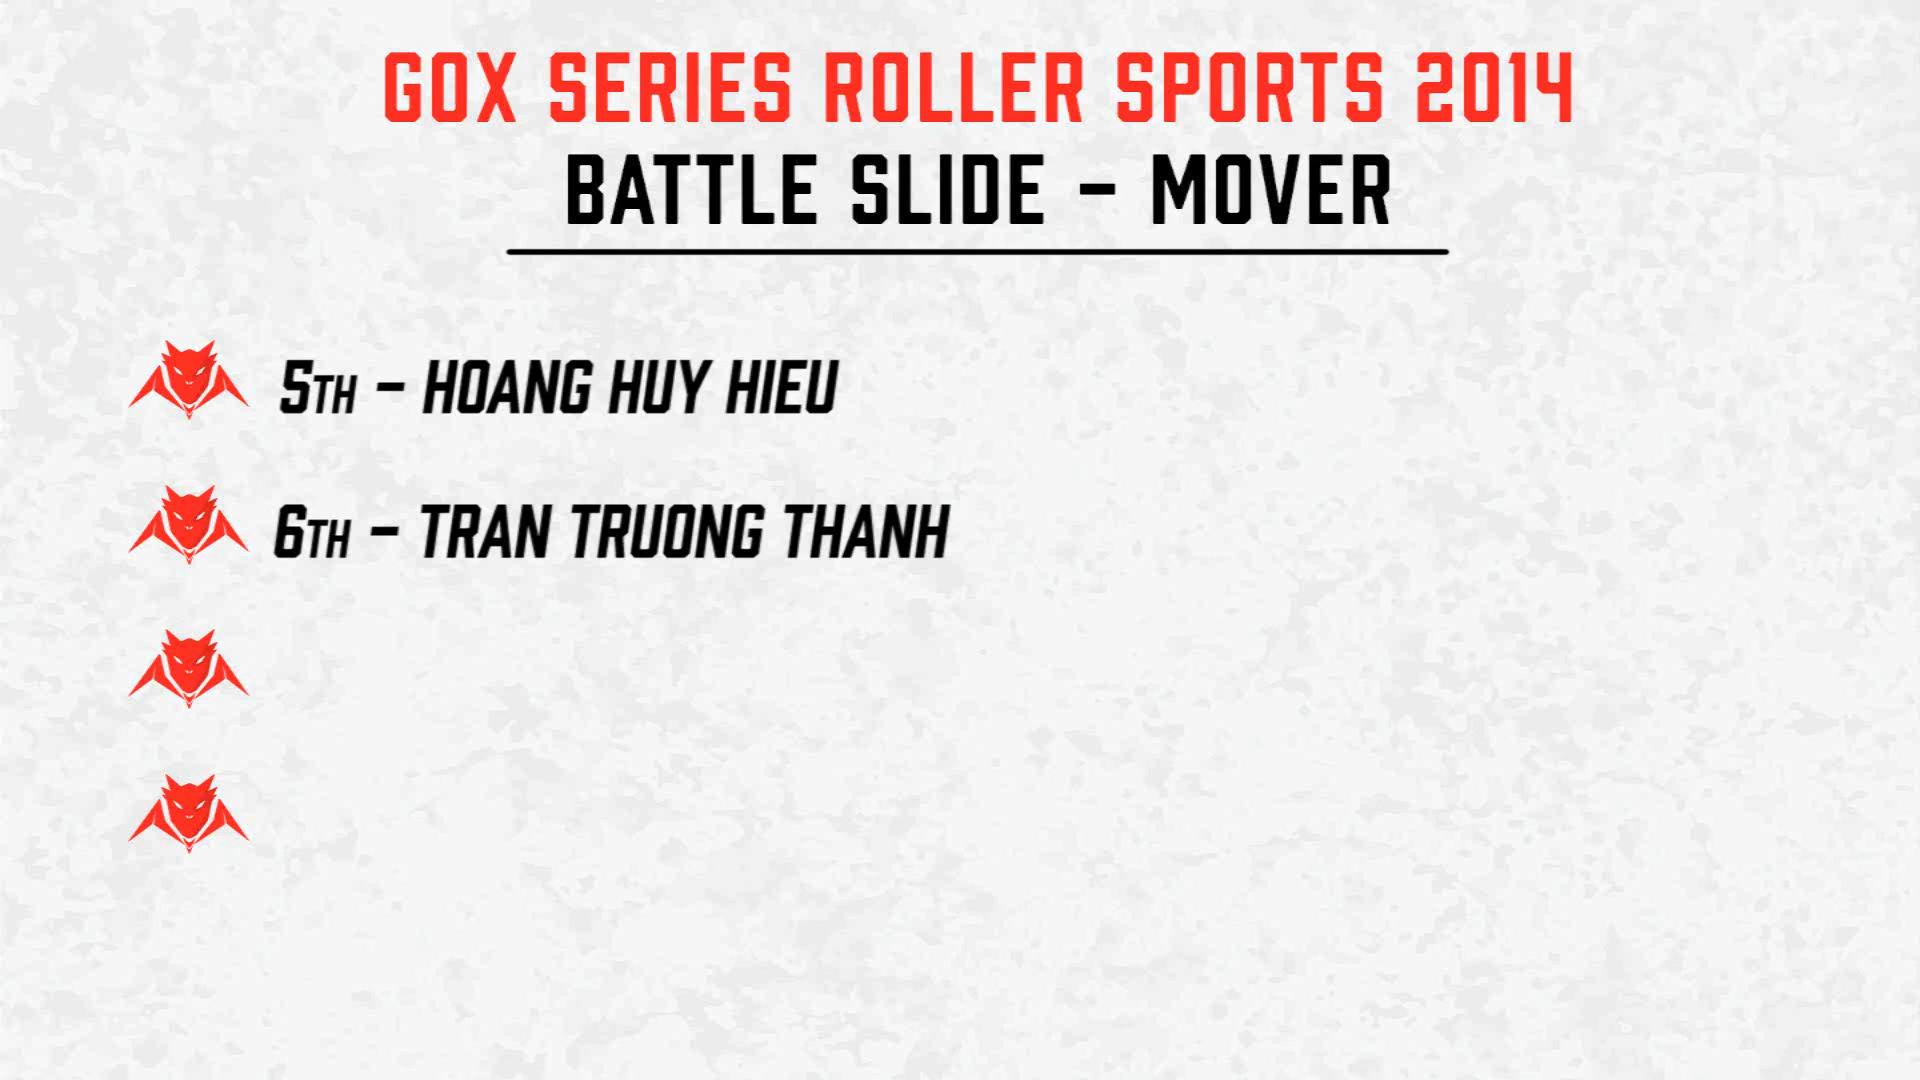 GOX SERIES ROLLER SPORTS 2014
BATTLE SLIDE - MOVER
5TH - HOANG HUY HIEU
6TH - TRAN TRUONG THANH